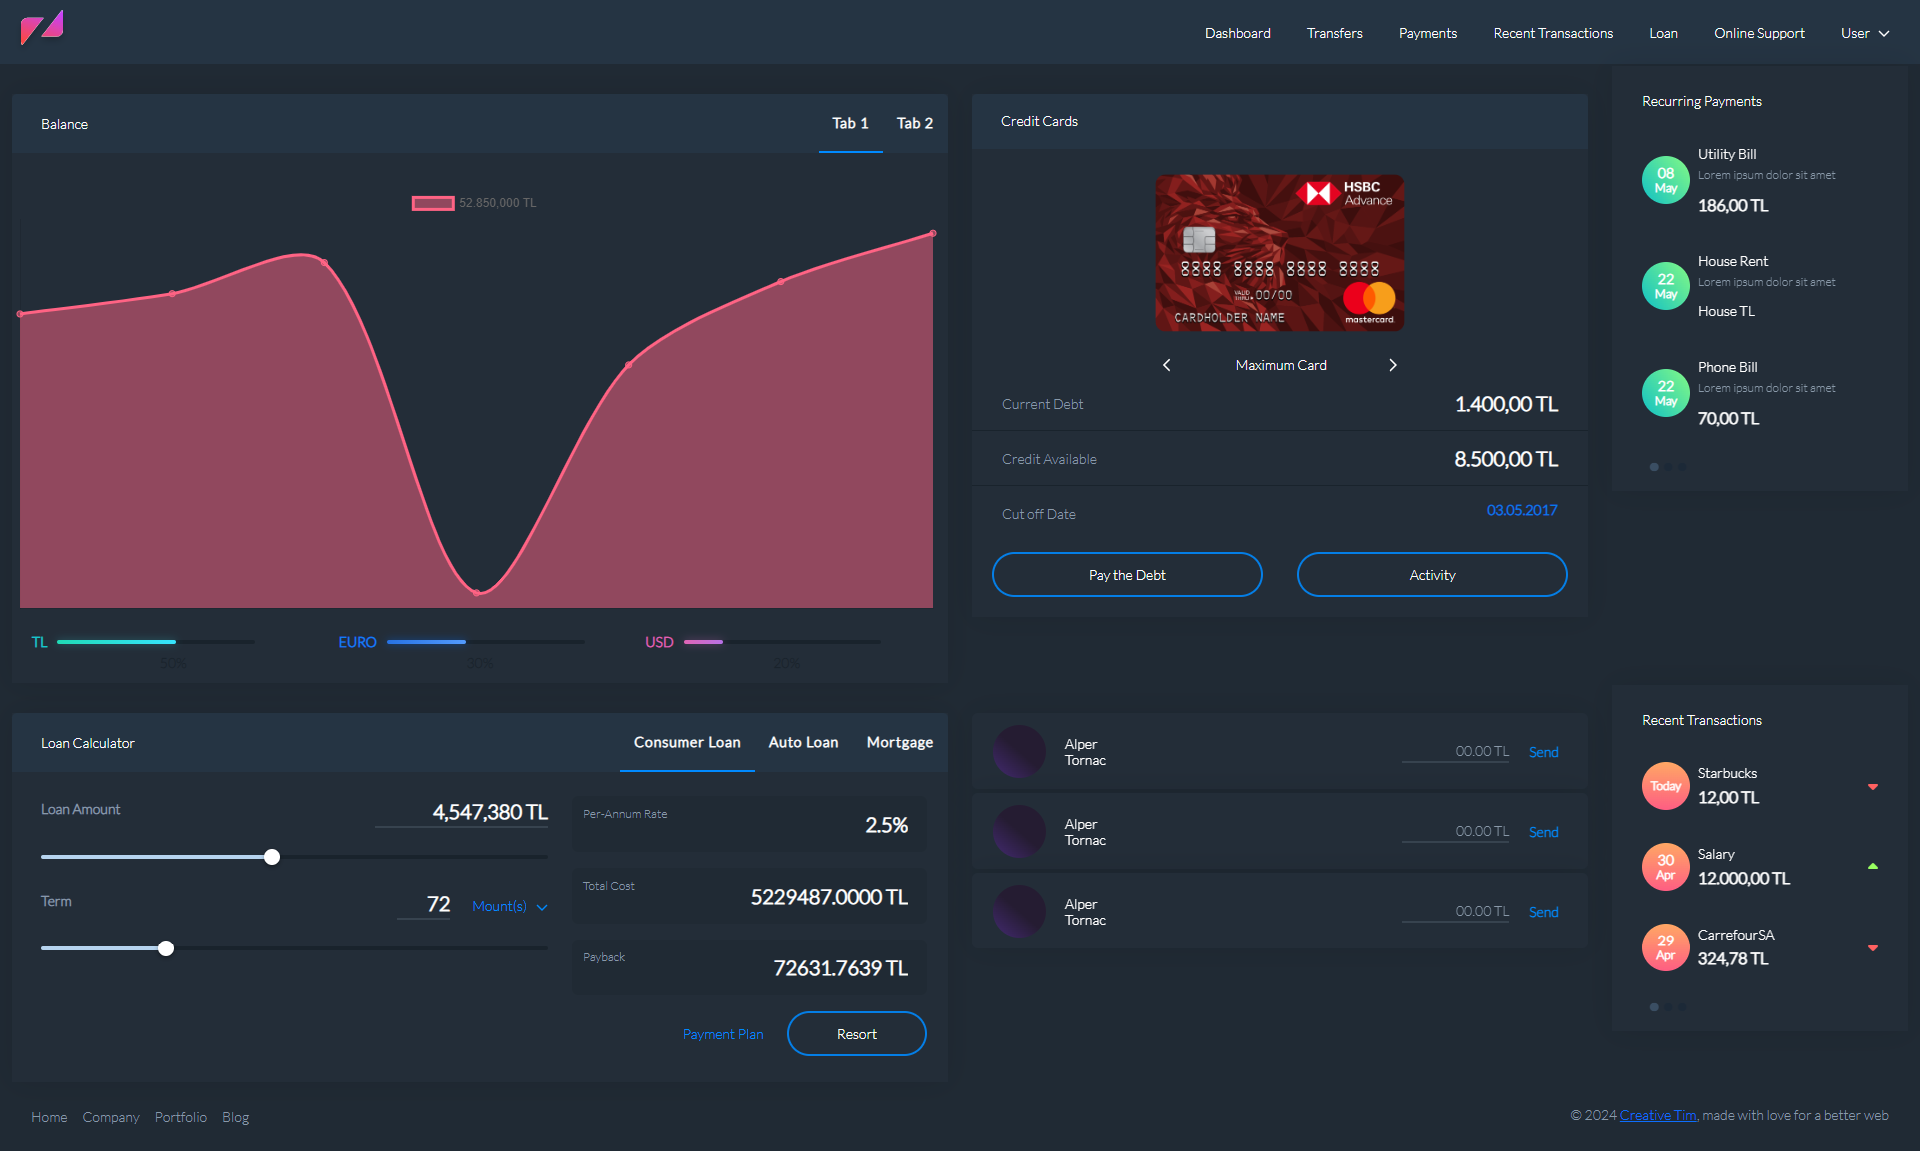 Dashboard
Transfers
Payments
Recent Transactions
Loan
Online Support
User
Balance
Tab 1
Tab 2
52.850,000 TL
TL
50%
EURO
30%
USD
20%
Credit Cards
HSBC
Advance
8888 8888 8888 8888
VALID
THRU
00/00
CARDHOLDER NAME
mastercard.
Maximum Card
Current Debt
1.400,00 TL
Credit Available
8.500,00 TL
Cut off Date
03.05.2017
Pay the Debt
Activity
Recurring Payments
08
May
Utility Bill
Lorem ipsum dolor sit amet
186,00 TL
22
May
House Rent
Lorem ipsum dolor sit amet
House TL
22
May
Phone Bill
Lorem ipsum dolor sit amet
70,00 TL
Loan Calculator
Consumer Loan
Auto Loan
Mortgage
Loan Amount
4,547,380 TL
Term
72
Mount(s)
Per-Annum Rate
2.5%
Total Cost
5229487.0000 TL
Payback
72631.7639 TL
Payment Plan
Resort
Alper
Tornac
00.00 TL
Send
Alper
Tornac
00.00 TL
Send
Alper
Tornac
00.00 TL
Send
Recent Transactions
Today
Starbucks
12,00 TL
30
Apr
Salary
12.000,00 TL
29
Apr
CarrefourSA
324,78 TL
Home
Company
Portfolio
Blog
© 2024 Creative Tim, made with love for a better web